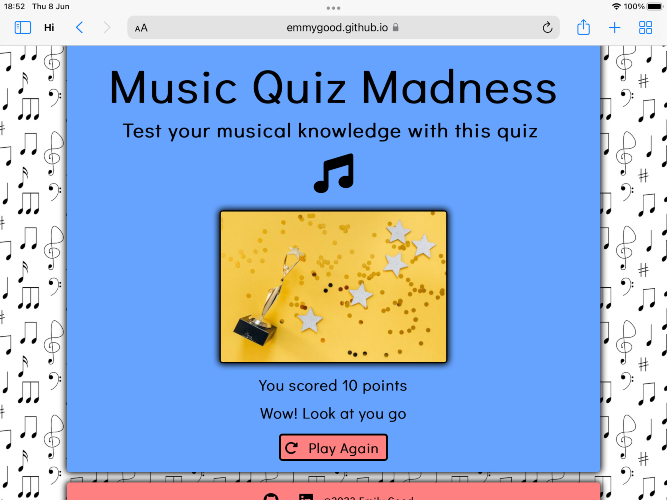 18:52 Thu 8 Jun 100%
Hi AA emmygood.github.io
Music Quiz Madness
Test your musical knowledge with this quiz
You scored 10 points
Wow! Look at you go
Play Again
©2023 Emily Good